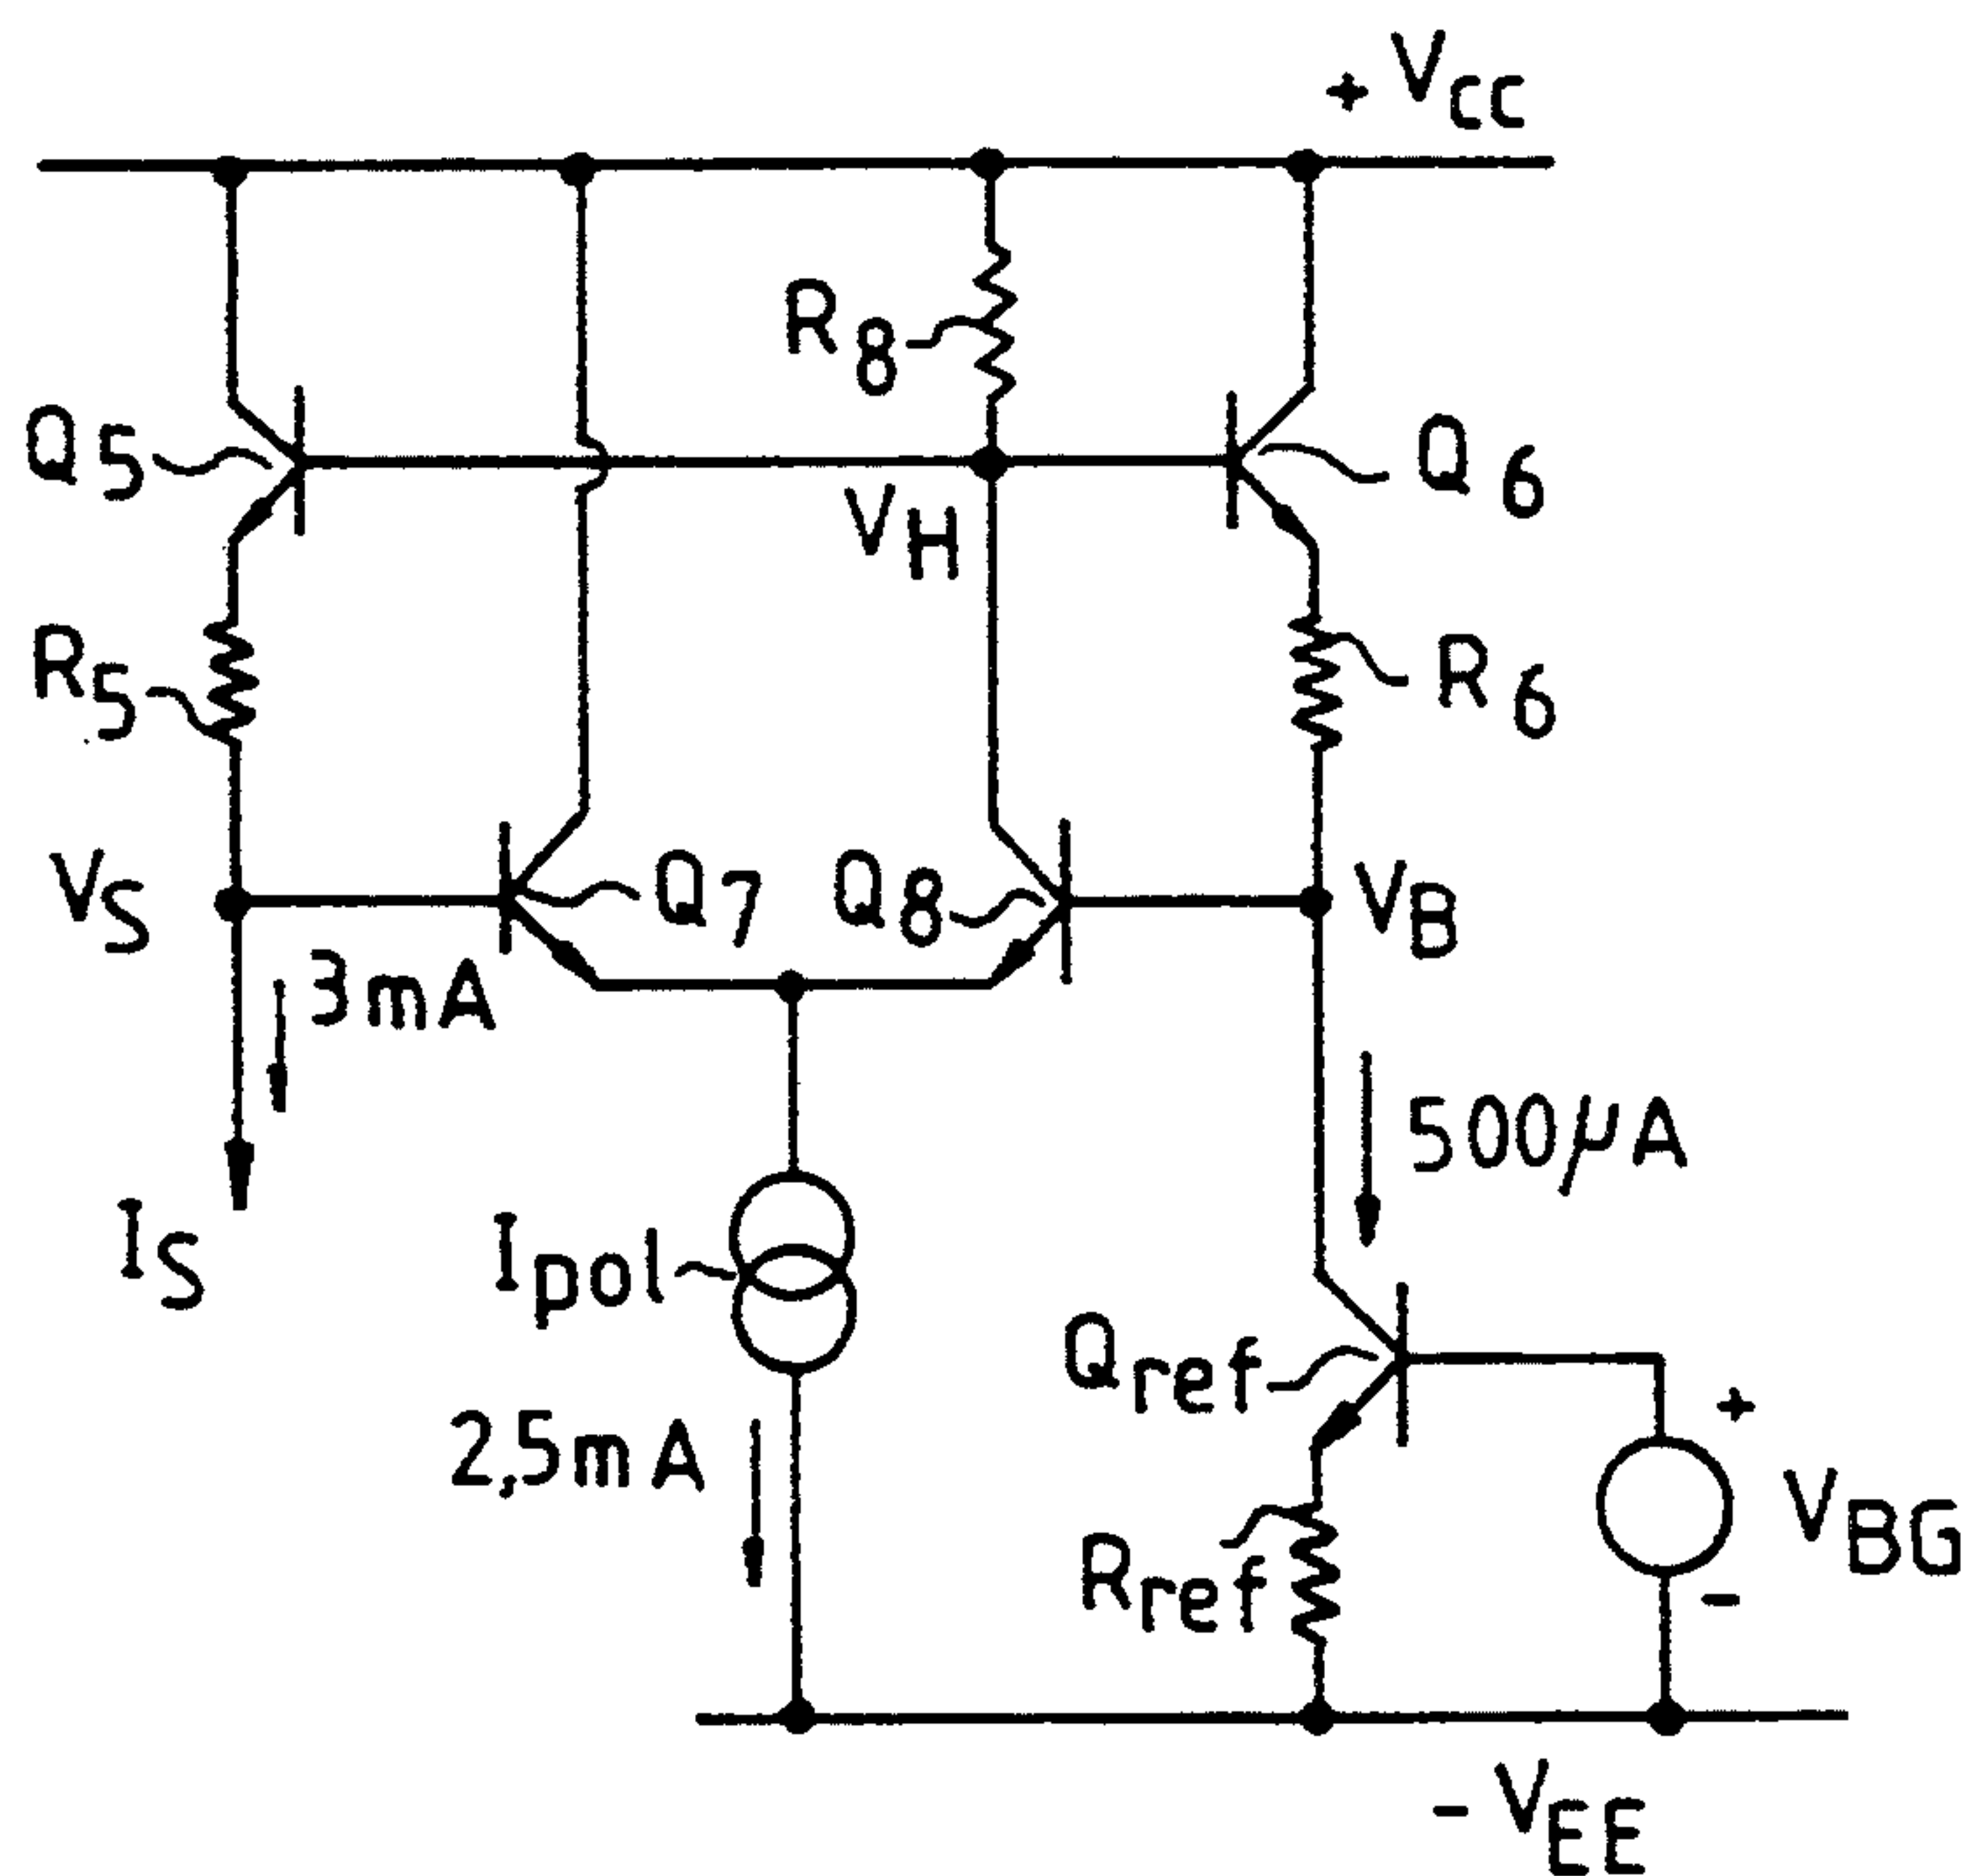 + VCC
R8
Q5
Q6
VH
R5
R6
VS
Q7
Q8
VB
3mA
500µA
IS
Ipol
Qref
+
2,5mA
VBG
Rref
-
- VEE